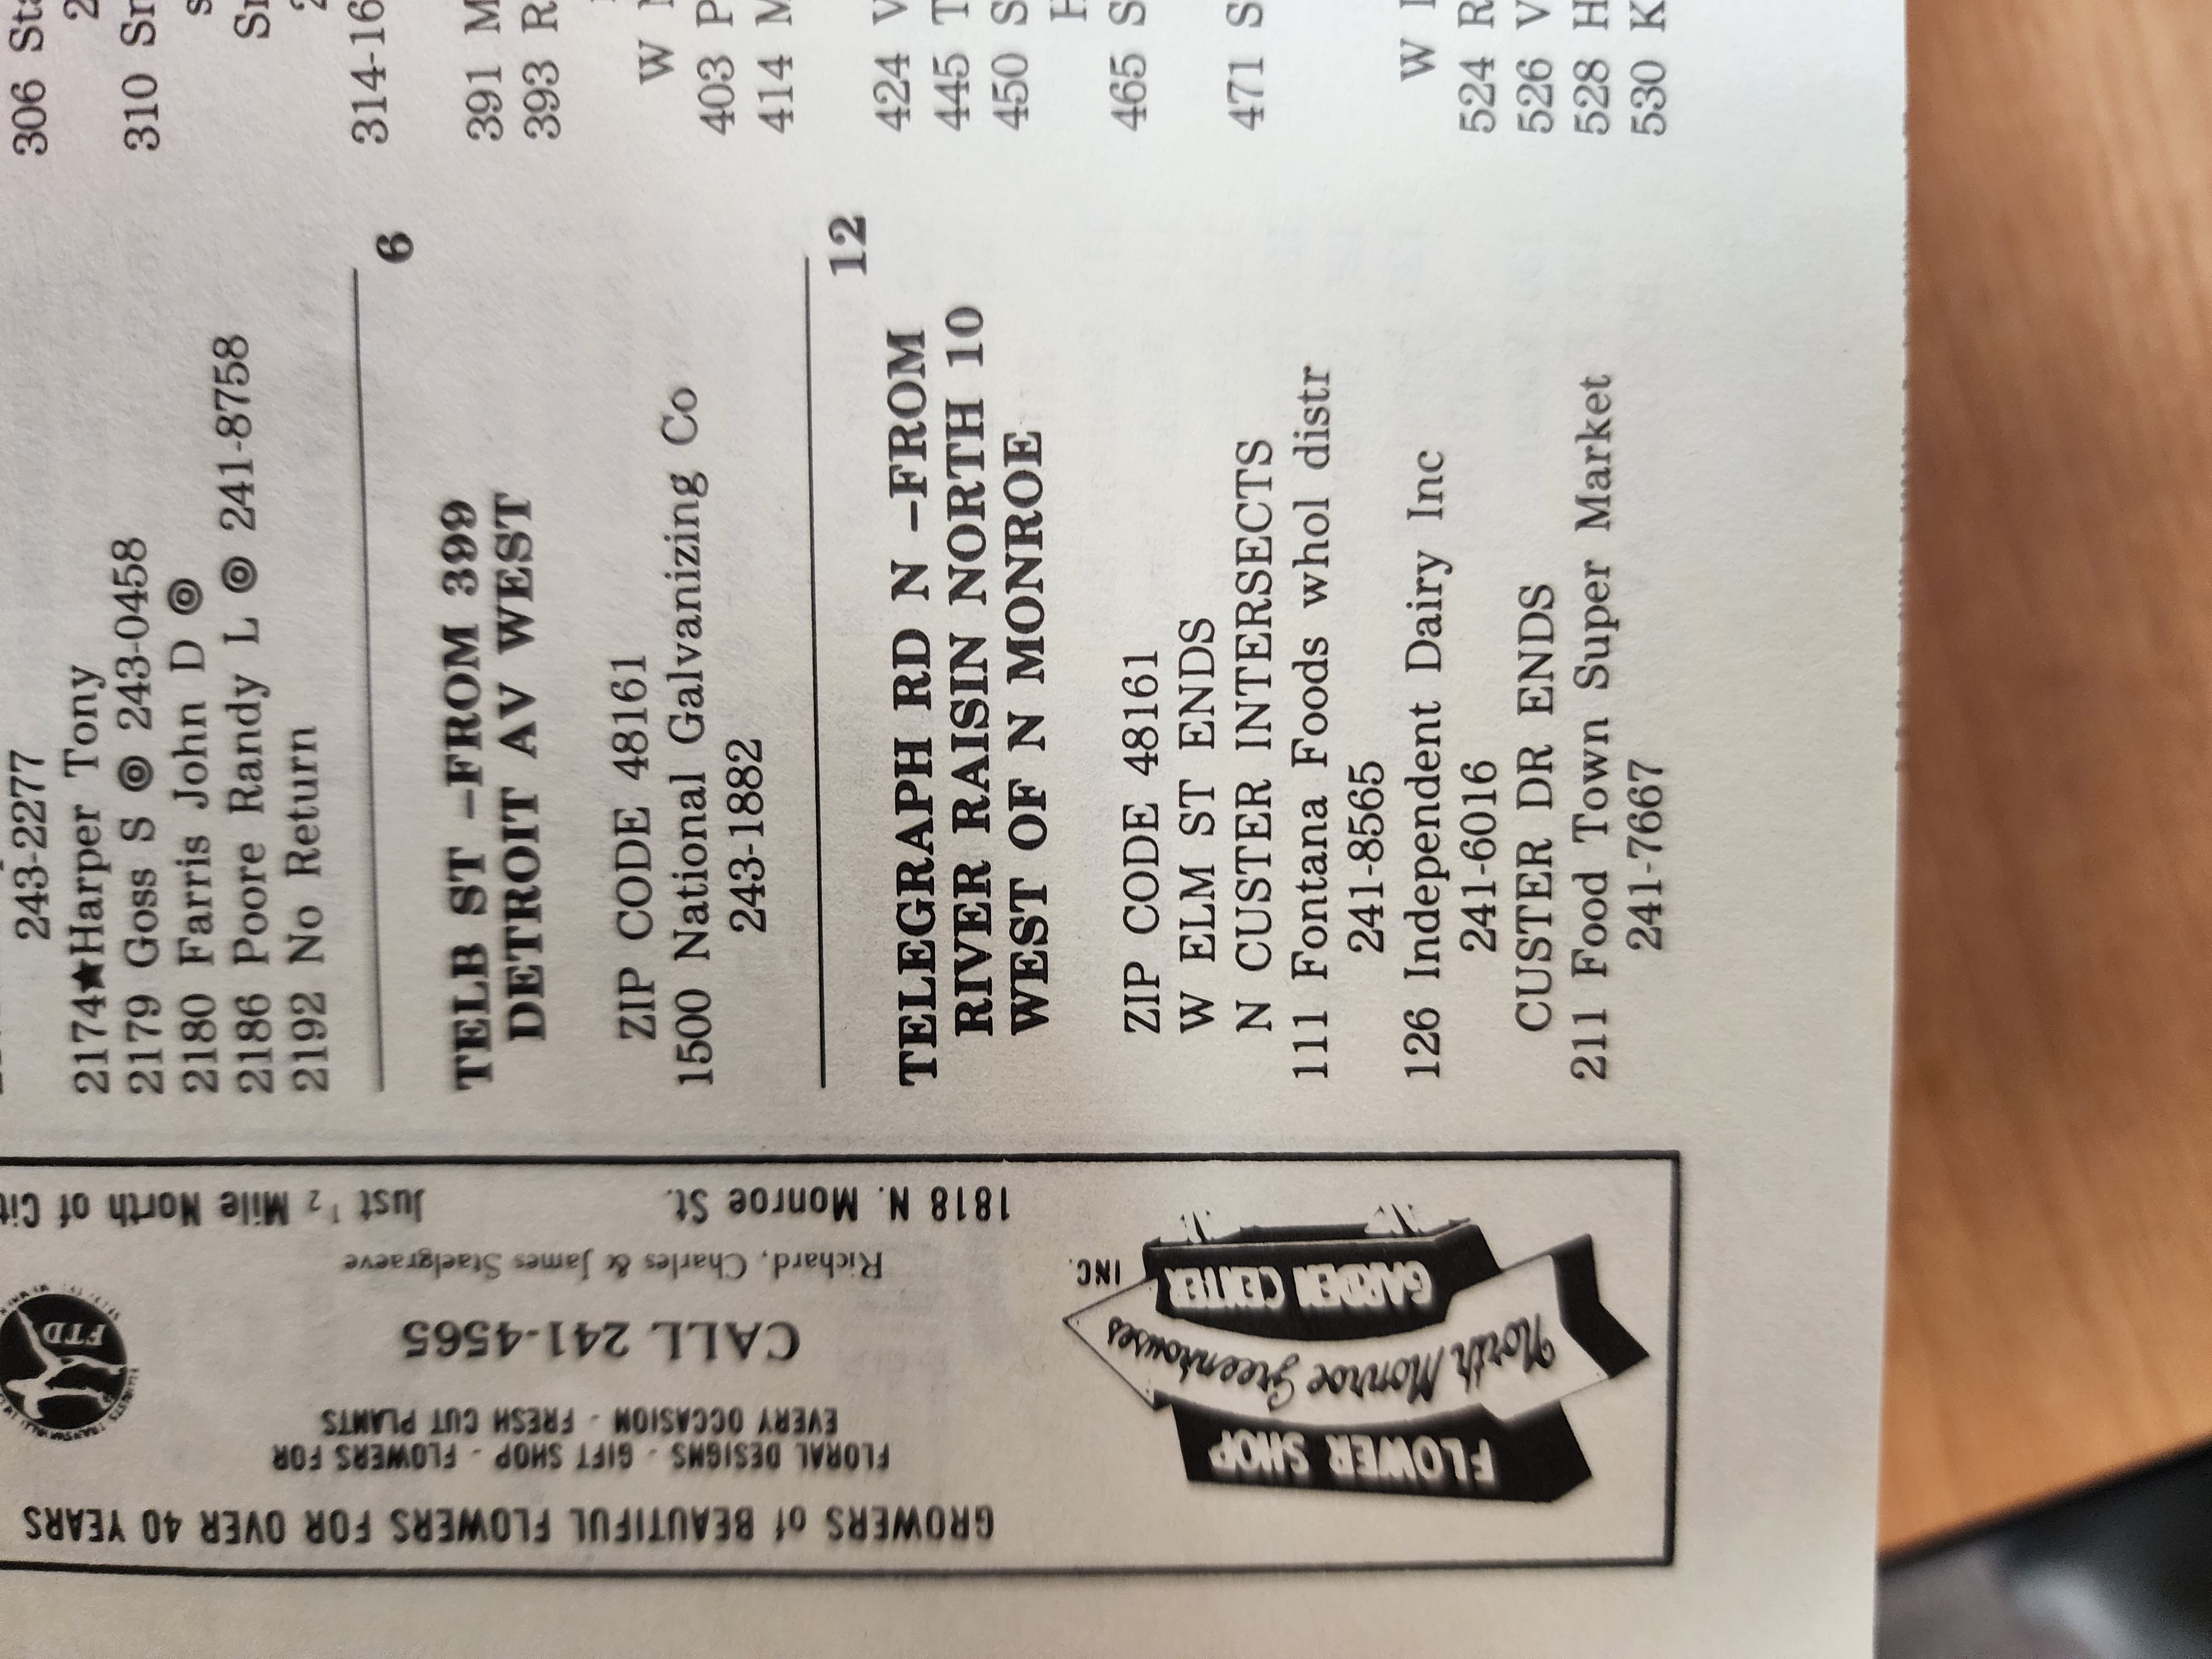 243-2277
2174★Harper Tony
2179 Goss S ⊚ 243-0458
2180 Farris John D ⊚
2186 Poore Randy L ⊚ 241-8758
2192 No Return
6
TELB ST -FROM 399
DETROIT AV WEST
ZIP CODE 48161
1500 National Galvanizing Co
243-1882
12
TELEGRAPH RD N -FROM
RIVER RAISIN NORTH 10
WEST OF N MONROE
ZIP CODE 48161
W ELM ST ENDS
N CUSTER INTERSECTS
111 Fontana Foods whol distr
241-8565
126 Independent Dairy Inc
241-6016
CUSTER DR ENDS
211 Food Town Super Market
241-7667
306
310
314-16
391 M
393 R
W
403 P
414 M
424 V
445 T
450 S
H
465 S
471 S
W
524 R
526 V
528 H
530 K
GROWERS of BEAUTIFUL FLOWERS FOR OVER 40 YEARS
FLOWER SHOP
North Monroe Greenhouses
GARDEN CENTER
INC.
FLORAL DESIGNS - GIFT SHOP - FLOWERS FOR
EVERY OCCASION - FRESH CUT PLANTS
CALL 241-4565
FTD
Richard, Charles & James Staelgraeve
1818 N. Monroe St.
Just 1/2 Mile North of